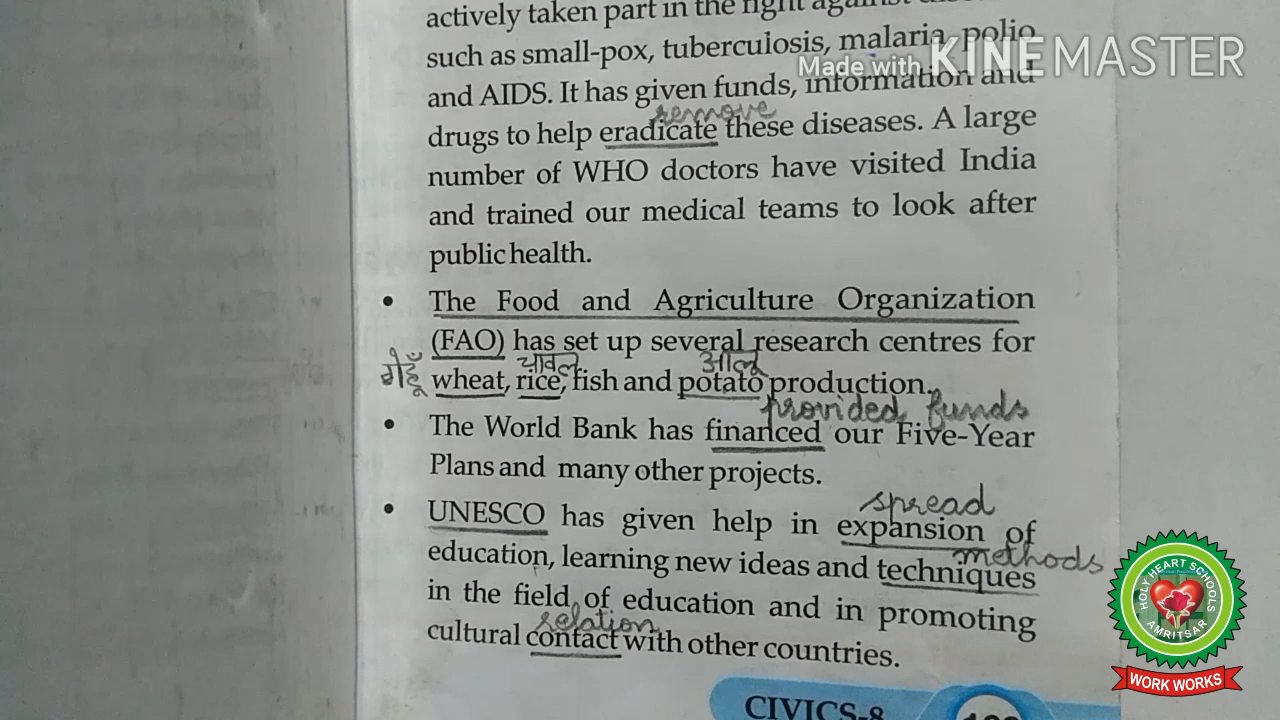 actively taken part in the fight against
such as small-pox, tuberculosis, malaria, polio
Made with KINEMASTER
and AIDS. It has given funds, information and
remove
drugs to help eradicate these diseases. A large
number of WHO doctors have visited India
and trained our medical teams to look after
public health.
• The Food and Agriculture Organization
(FAO) has set up several research centres for
चावल आलू
गेहूँ wheat, rice, fish and potato production.
provided funds
• The World Bank has financed our Five-Year
Plans and many other projects.
spread
• UNESCO has given help in expansion of
methods
education, learning new ideas and techniques
in the field of education and in promoting
relation
cultural contact with other countries.
HOLY HEART SCHOOLS
AMRITSAR
WORK WORKS
CIVICS-8